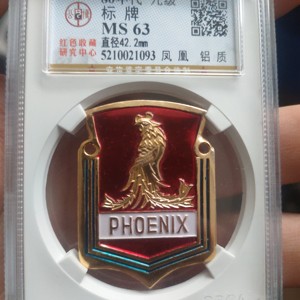 标牌
MS 63
直径42.2mm
红色收藏
研究中心
5210021093 凤凰 铝质
PHOENIX